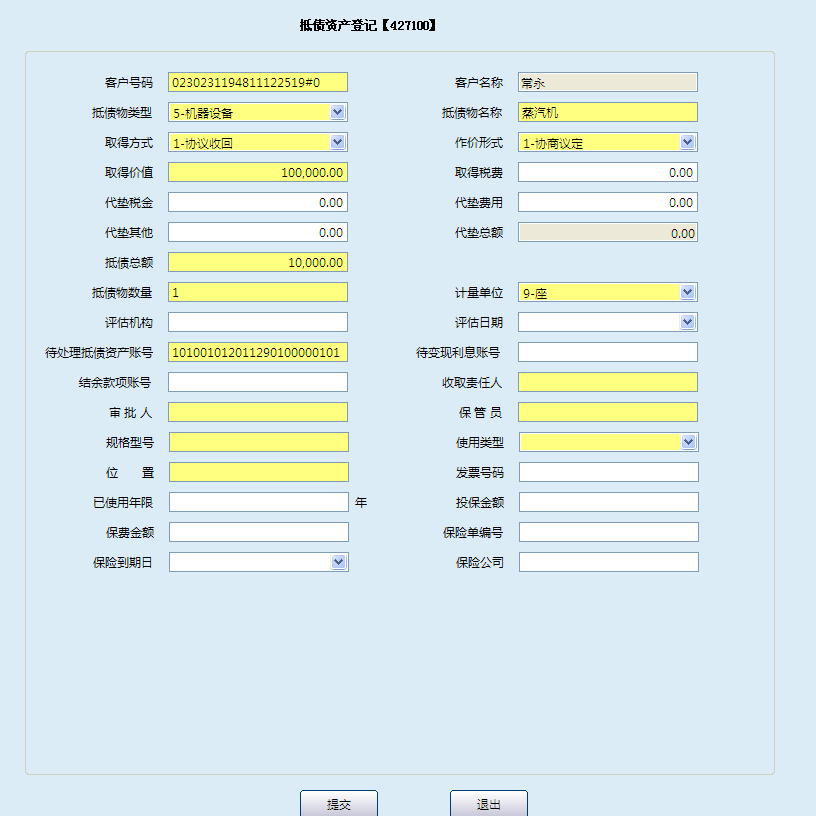 抵债资产登记【427100】
客户号码 0230231194811122519#0 客户名称 常永
抵债物类型 5-机器设备 抵债物名称 蒸汽机
取得方式 1-协议收回 作价形式 1-协商议定
取得价值 100,000.00 取得税费 0.00
代垫税金 0.00 代垫费用 0.00
代垫其他 0.00 代垫总额 0.00
抵债总额 10,000.00
抵债物数量 1 计量单位 9-座
评估机构 评估日期
待处理抵债资产账号 101001012011290100000101 待变现利息账号
结余款项账号 收取责任人
审 批 人 保 管 员
规格型号 使用类型
位 置 发票号码
已使用年限 年 投保金额
保费金额 保险单编号
保险到期日 保险公司
提交 退出